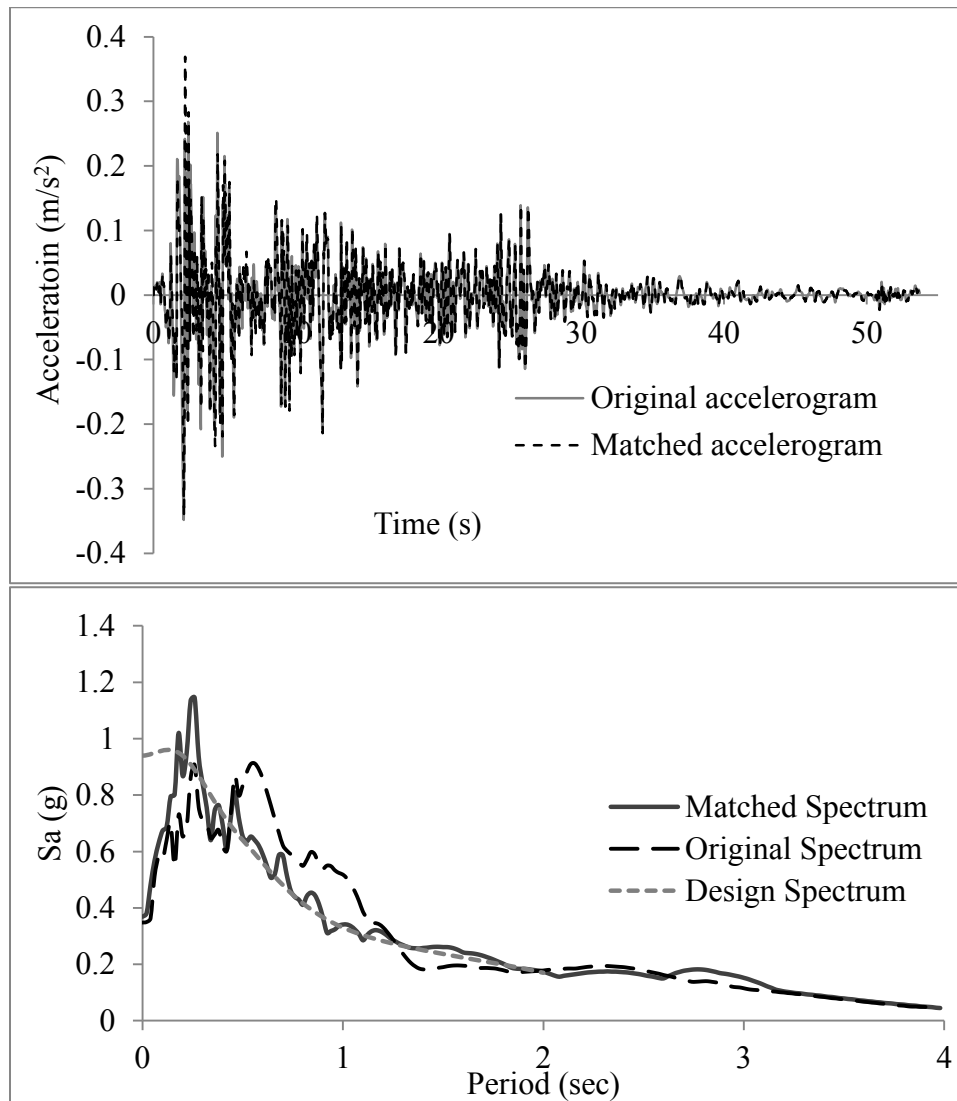 0.4
0.3
0.2
0.1
0
-0.1
-0.2
-0.3
-0.4
Acceleratoin (m/s²)
0 10 20 30 40 50
Original accelerogram
Matched accelerogram
Time (s)
1.4
1.2
1
0.8
0.6
0.4
0.2
0
Sa (g)
Matched Spectrum
Original Spectrum
Design Spectrum
0 1 2 3 4
Period (sec)